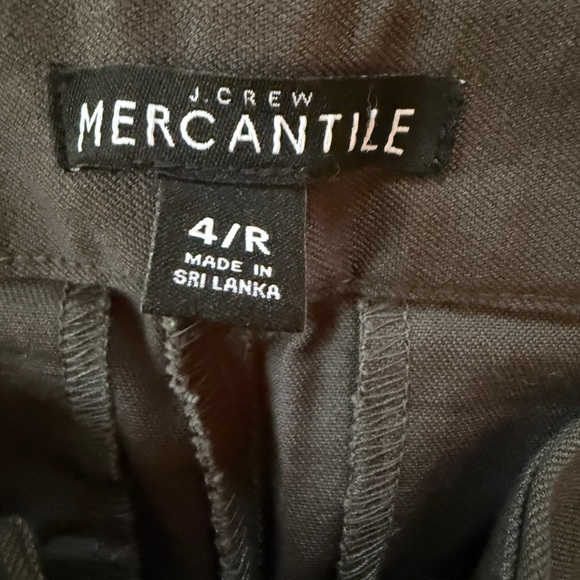 J.CREW
MERCANTILE
4/R
MADE IN
SRI LANKA